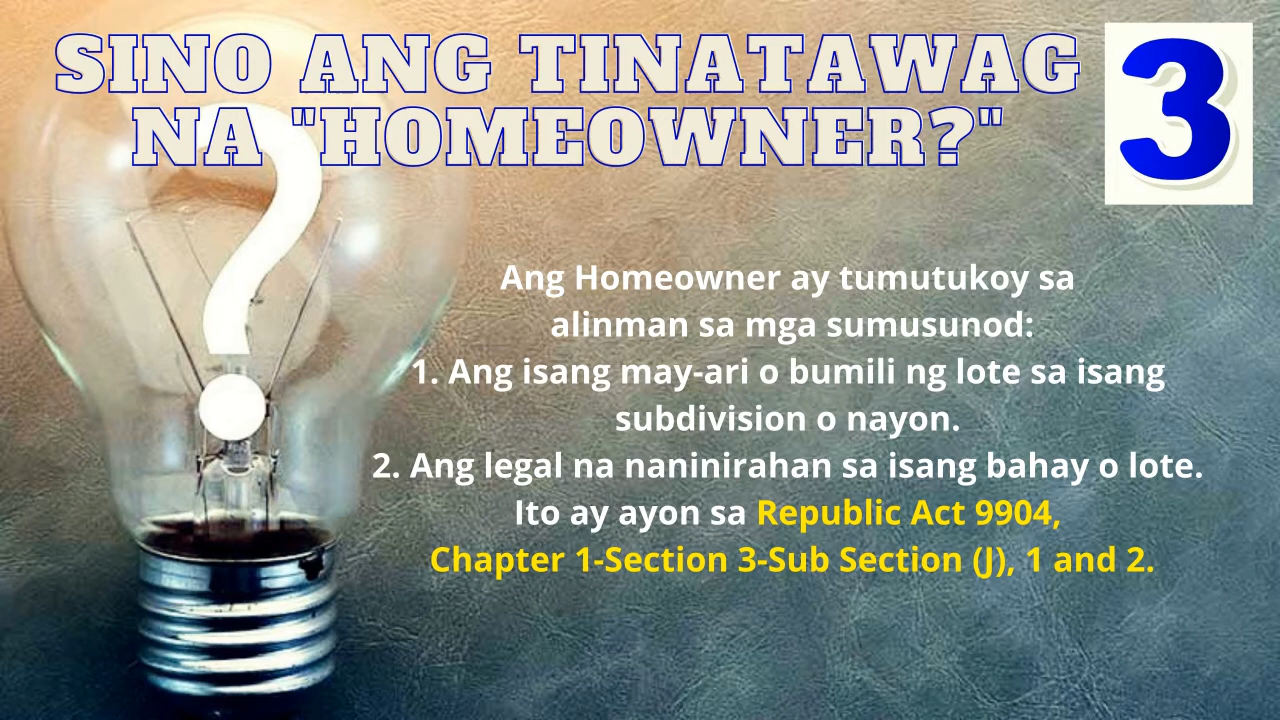 SINO ANG TINATAWAG
NA "HOMEOWNER?"
3
Ang Homeowner ay tumutukoy sa
alinman sa mga sumusunod:
1. Ang isang may-ari o bumili ng lote sa isang
subdivision o nayon.
2. Ang legal na naninirahan sa isang bahay o lote.
Ito ay ayon sa Republic Act 9904,
Chapter 1-Section 3-Sub Section (J), 1 and 2.